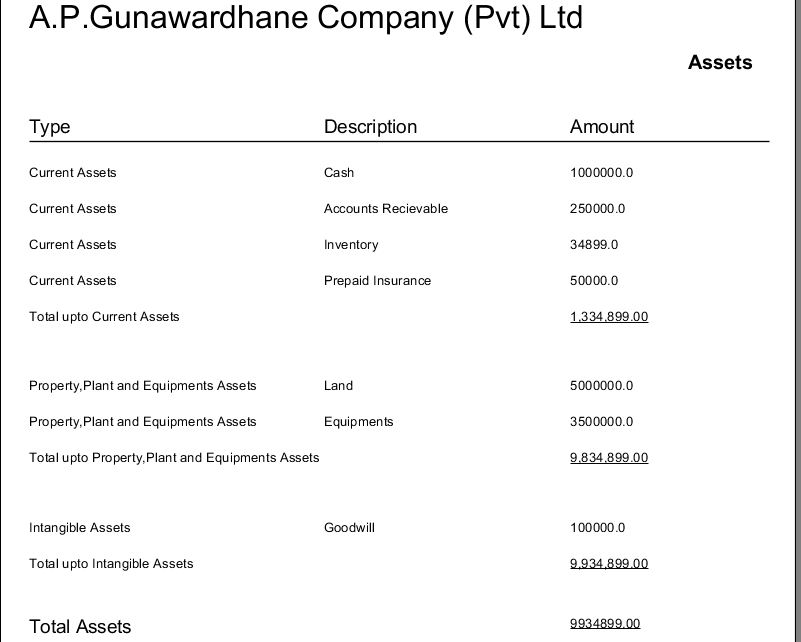 A.P.Gunawardhane Company (Pvt) Ltd
Assets
Type Description Amount
Current Assets Cash 1000000.0
Current Assets Accounts Recievable 250000.0
Current Assets Inventory 34899.0
Current Assets Prepaid Insurance 50000.0
Total upto Current Assets 1,334,899.00
Property,Plant and Equipments Assets Land 5000000.0
Property,Plant and Equipments Assets Equipments 3500000.0
Total upto Property,Plant and Equipments Assets 9,834,899.00
Intangible Assets Goodwill 100000.0
Total upto Intangible Assets 9,934,899.00
Total Assets 9934899.00